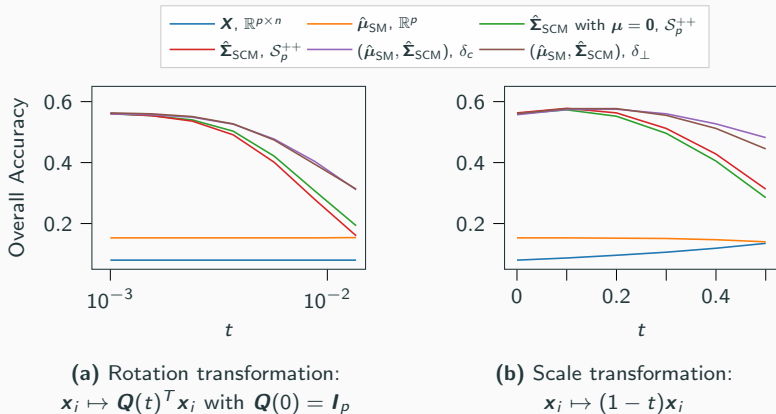 X, ℝ^{p×n}
μ̂_SM, ℝ^p
Σ̂_SCM with μ = 0, S_p^{++}
Σ̂_SCM, S_p^{++}
(μ̂_SM, Σ̂_SCM), δ_c
(μ̂_SM, Σ̂_SCM), δ_⊥
Overall Accuracy
0.6
0.4
0.2
10^{−3}
10^{−2}
t
0.6
0.4
0.2
0
0.2
0.4
t
(a) Rotation transformation:
x_i ↦ Q(t)^T x_i with Q(0) = I_p
(b) Scale transformation:
x_i ↦ (1 − t)x_i